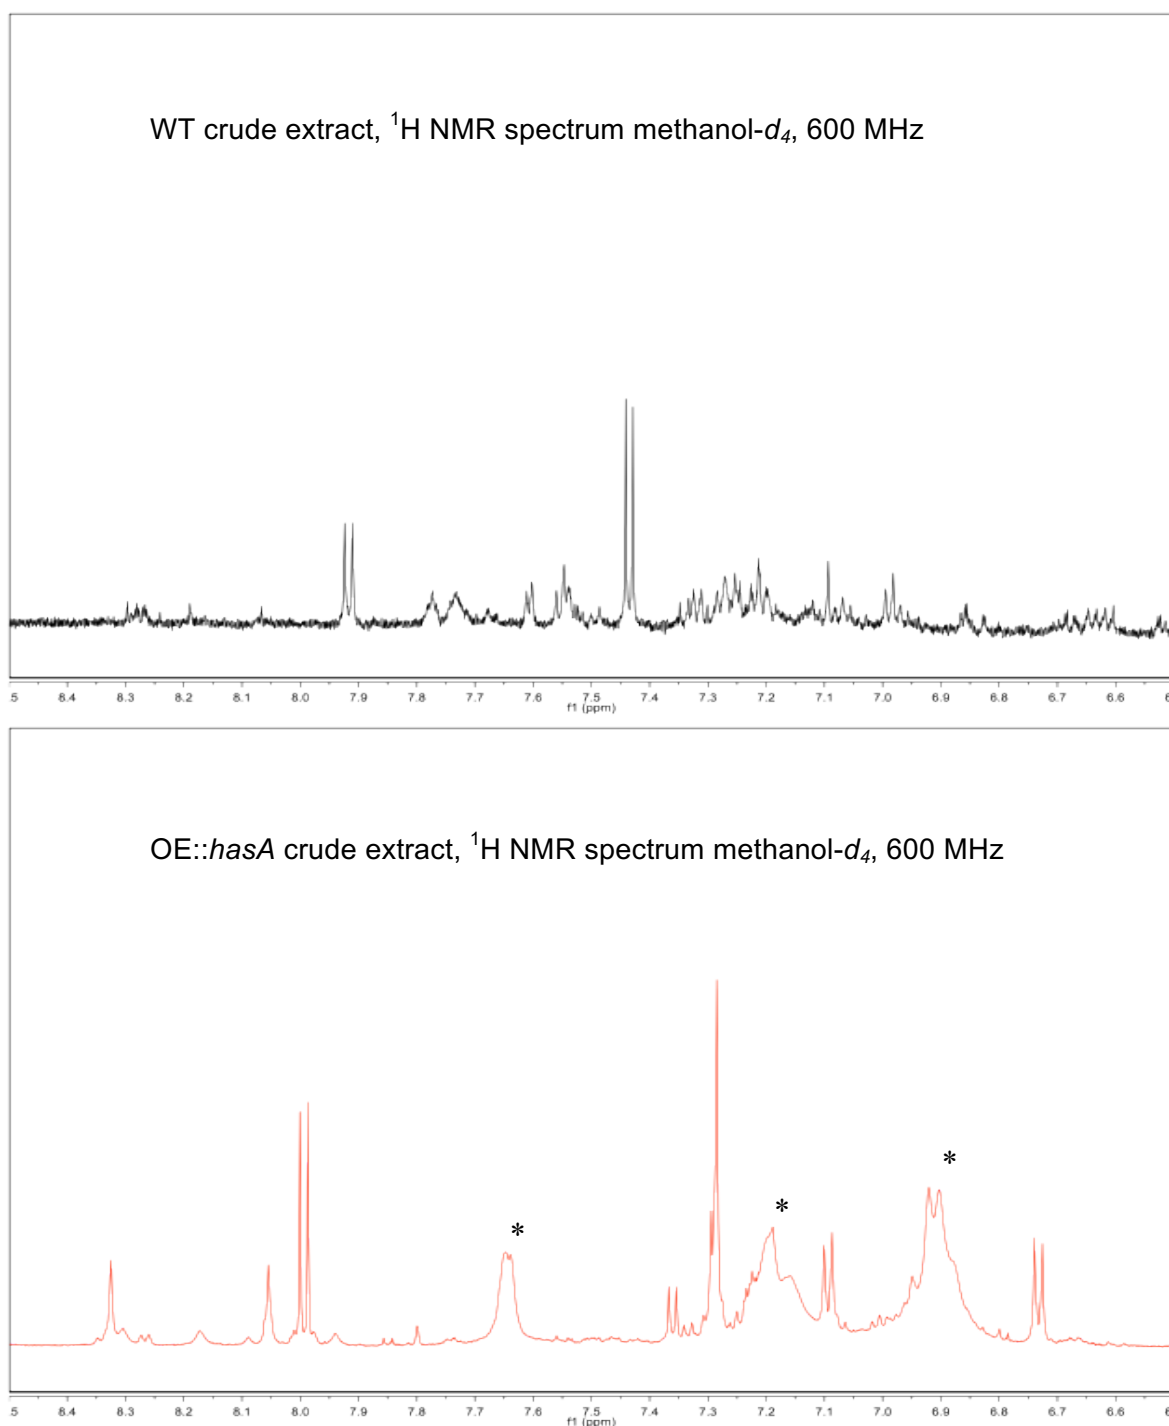 WT crude extract, ¹H NMR spectrum methanol-d₄, 600 MHz
5 8.4 8.3 8.2 8.1 8.0 7.9 7.8 7.7 7.6 7.5 7.4 7.3 7.2 7.1 7.0 6.9 6.8 6.7 6.6 6
f1 (ppm)
OE::hasA crude extract, ¹H NMR spectrum methanol-d₄, 600 MHz
*
*
*
5 8.4 8.3 8.2 8.1 8.0 7.9 7.8 7.7 7.6 7.5 7.4 7.3 7.2 7.1 7.0 6.9 6.8 6.7 6.6 6
f1 (ppm)